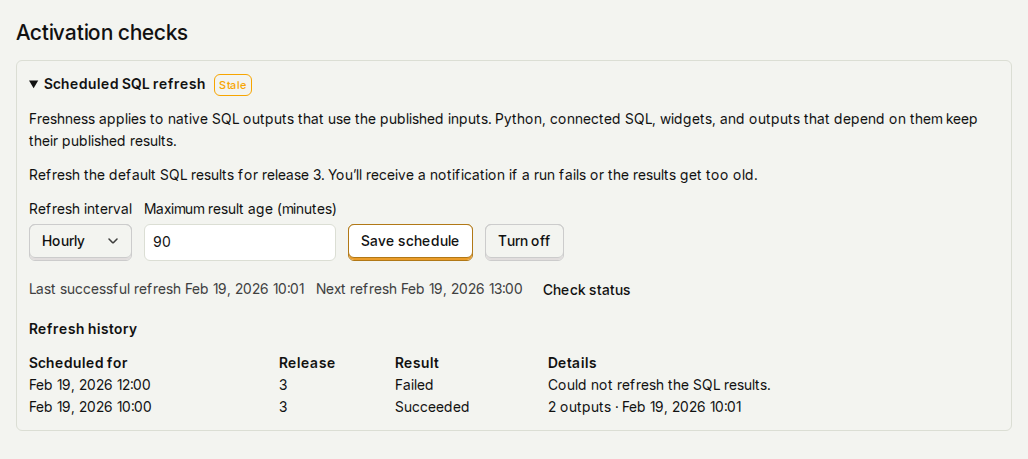 Activation checks
Scheduled SQL refresh Stale
Freshness applies to native SQL outputs that use the published inputs. Python, connected SQL, widgets, and outputs that depend on them keep
their published results.
Refresh the default SQL results for release 3. You’ll receive a notification if a run fails or the results get too old.
Refresh interval Maximum result age (minutes)
Hourly 90 Save schedule Turn off
Last successful refresh Feb 19, 2026 10:01 Next refresh Feb 19, 2026 13:00 Check status
Refresh history
Scheduled for Release Result Details
Feb 19, 2026 12:00 3 Failed Could not refresh the SQL results.
Feb 19, 2026 10:00 3 Succeeded 2 outputs · Feb 19, 2026 10:01